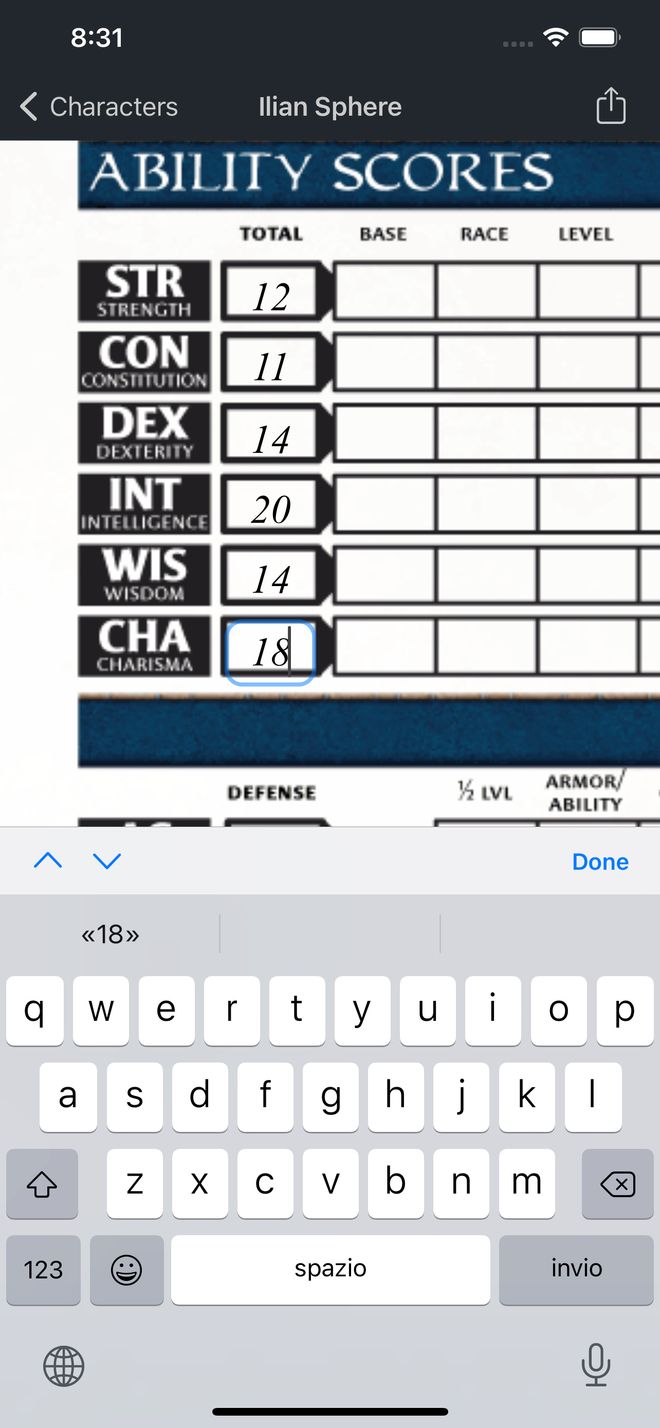 8:31
Characters
Ilian Sphere
ABILITY SCORES
TOTAL BASE RACE LEVEL
STR
STRENGTH
12
CON
CONSTITUTION
11
DEX
DEXTERITY
14
INT
INTELLIGENCE
20
WIS
WISDOM
14
CHA
CHARISMA
18
DEFENSE ½ LVL ARMOR/
ABILITY
Done
«18»
q w e r t y u i o p
a s d f g h j k l
z x c v b n m
123 spazio invio